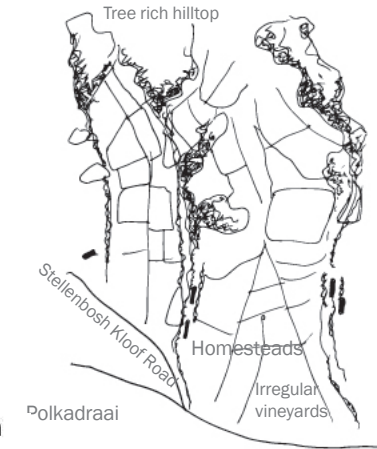 Tree rich hilltop
Stellenbosh Kloof Road
Homesteads
Irregular
vineyards
Polkadraai